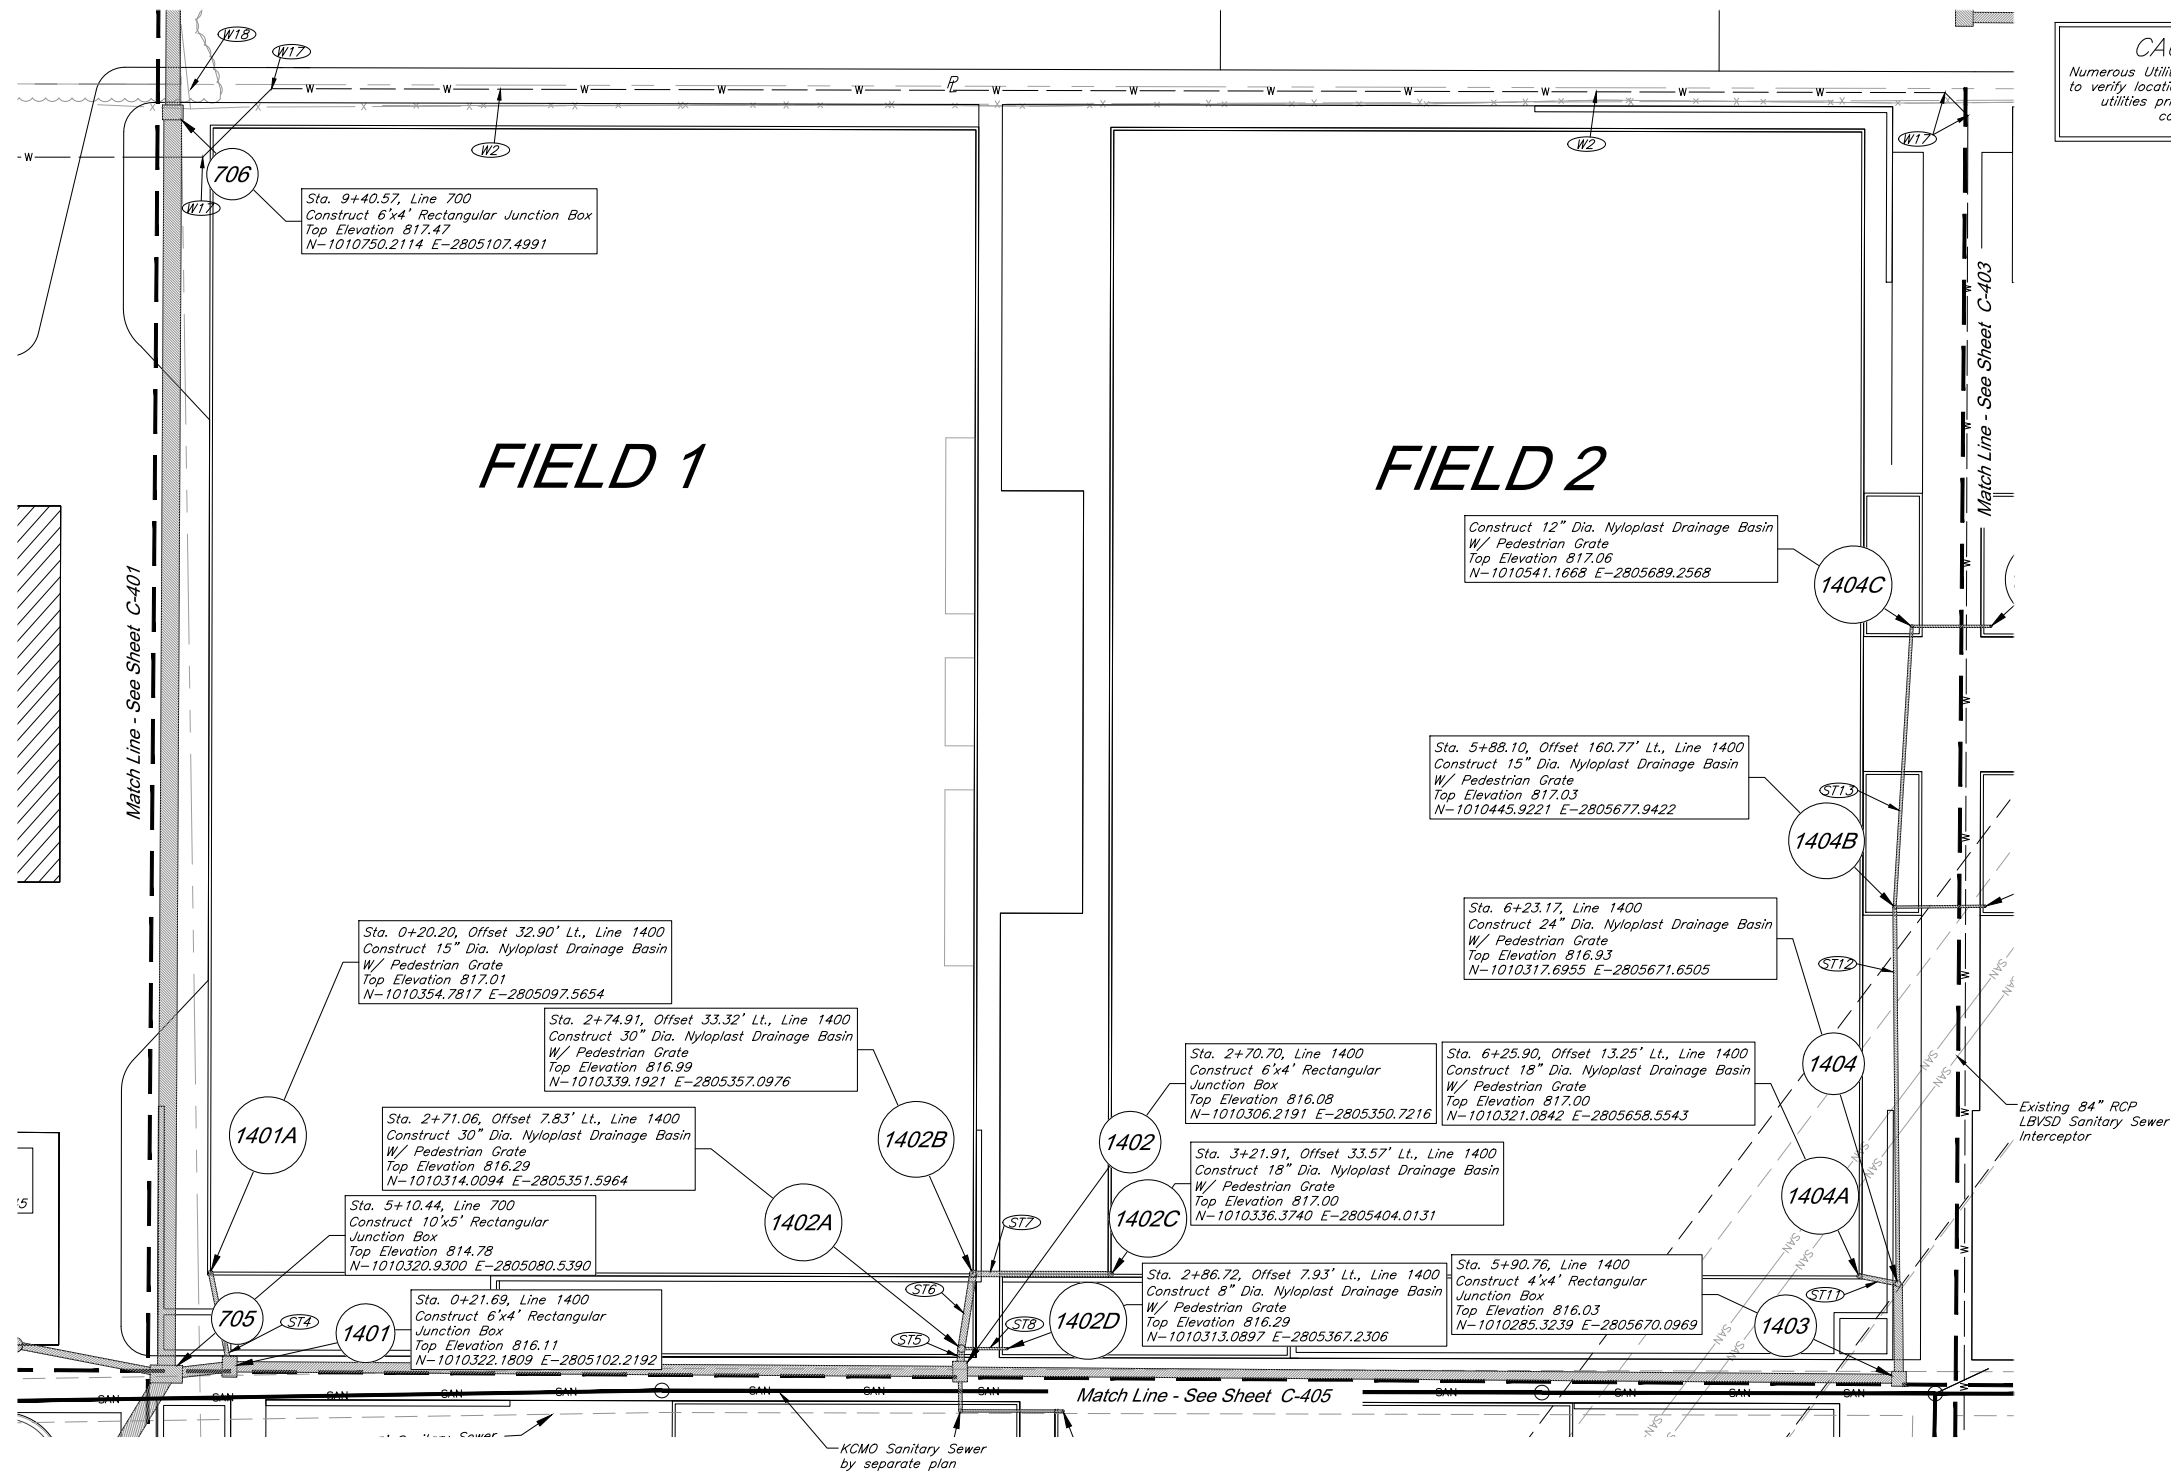 W18
W17
CA
Numerous Utili
to verify locati
utilities pr
co
W
W
W
W
W
W
W
W
W
W
W
W
PL
W2
W2
W17
W
W17
706
Sta. 9+40.57, Line 700
Construct 6'x4' Rectangular Junction Box
Top Elevation 817.47
N-1010750.2114 E-2805107.4991
Match Line - See Sheet C-403
FIELD 1
FIELD 2
Construct 12" Dia. Nyloplast Drainage Basin
W/ Pedestrian Grate
Top Elevation 817.06
N-1010541.1668 E-2805689.2568
1404C
Match Line - See Sheet C-401
Sta. 5+88.10, Offset 160.77' Lt., Line 1400
Construct 15" Dia. Nyloplast Drainage Basin
W/ Pedestrian Grate
Top Elevation 817.03
N-1010445.9221 E-2805677.9422
ST13
1404B
Sta. 6+23.17, Line 1400
Construct 24" Dia. Nyloplast Drainage Basin
W/ Pedestrian Grate
Top Elevation 816.93
N-1010317.6955 E-2805671.6505
ST12
1404
Sta. 0+20.20, Offset 32.90' Lt., Line 1400
Construct 15" Dia. Nyloplast Drainage Basin
W/ Pedestrian Grate
Top Elevation 817.01
N-1010354.7817 E-2805097.5654
1401A
Sta. 2+74.91, Offset 33.32' Lt., Line 1400
Construct 30" Dia. Nyloplast Drainage Basin
W/ Pedestrian Grate
Top Elevation 816.99
N-1010339.1921 E-2805357.0976
1402B
Sta. 2+70.70, Line 1400
Construct 6'x4' Rectangular
Junction Box
Top Elevation 816.08
N-1010306.2191 E-2805350.7216
1402
Sta. 6+25.90, Offset 13.25' Lt., Line 1400
Construct 18" Dia. Nyloplast Drainage Basin
W/ Pedestrian Grate
Top Elevation 817.00
N-1010321.0842 E-2805658.5543
1404A
Existing 84" RCP
LBVSD Sanitary Sewer
Interceptor
Sta. 2+71.06, Offset 7.83' Lt., Line 1400
Construct 30" Dia. Nyloplast Drainage Basin
W/ Pedestrian Grate
Top Elevation 816.29
N-1010314.0094 E-2805351.5964
1402A
Sta. 3+21.91, Offset 33.57' Lt., Line 1400
Construct 18" Dia. Nyloplast Drainage Basin
W/ Pedestrian Grate
Top Elevation 817.00
N-1010336.3740 E-2805404.0131
1402C
ST7
Sta. 5+10.44, Line 700
Construct 10'x5' Rectangular
Junction Box
Top Elevation 814.78
N-1010320.9300 E-2805080.5390
705
Sta. 2+86.72, Offset 7.93' Lt., Line 1400
Construct 8" Dia. Nyloplast Drainage Basin
W/ Pedestrian Grate
Top Elevation 816.29
N-1010313.0897 E-2805367.2306
1402D
Sta. 5+90.76, Line 1400
Construct 4'x4' Rectangular
Junction Box
Top Elevation 816.03
N-1010285.3239 E-2805670.0969
1403
ST11
ST6
ST5
ST8
ST4
1401
Sta. 0+21.69, Line 1400
Construct 6'x4' Rectangular
Junction Box
Top Elevation 816.11
N-1010322.1809 E-2805102.2192
SAN
SAN
SAN
SAN
SAN
SAN
SAN
SAN
SAN
SAN
Match Line - See Sheet C-405
KCMO Sanitary Sewer
by separate plan